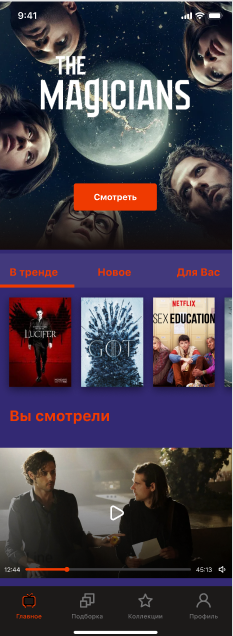 9:41
THE
MAGICIANS
Смотреть
В тренде Новое Для Вас
LUCIFER
GOT
NETFLIX
SEX EDUCATION
Вы смотрели
12:44 45:13
Главное Подборка Коллекции Профиль